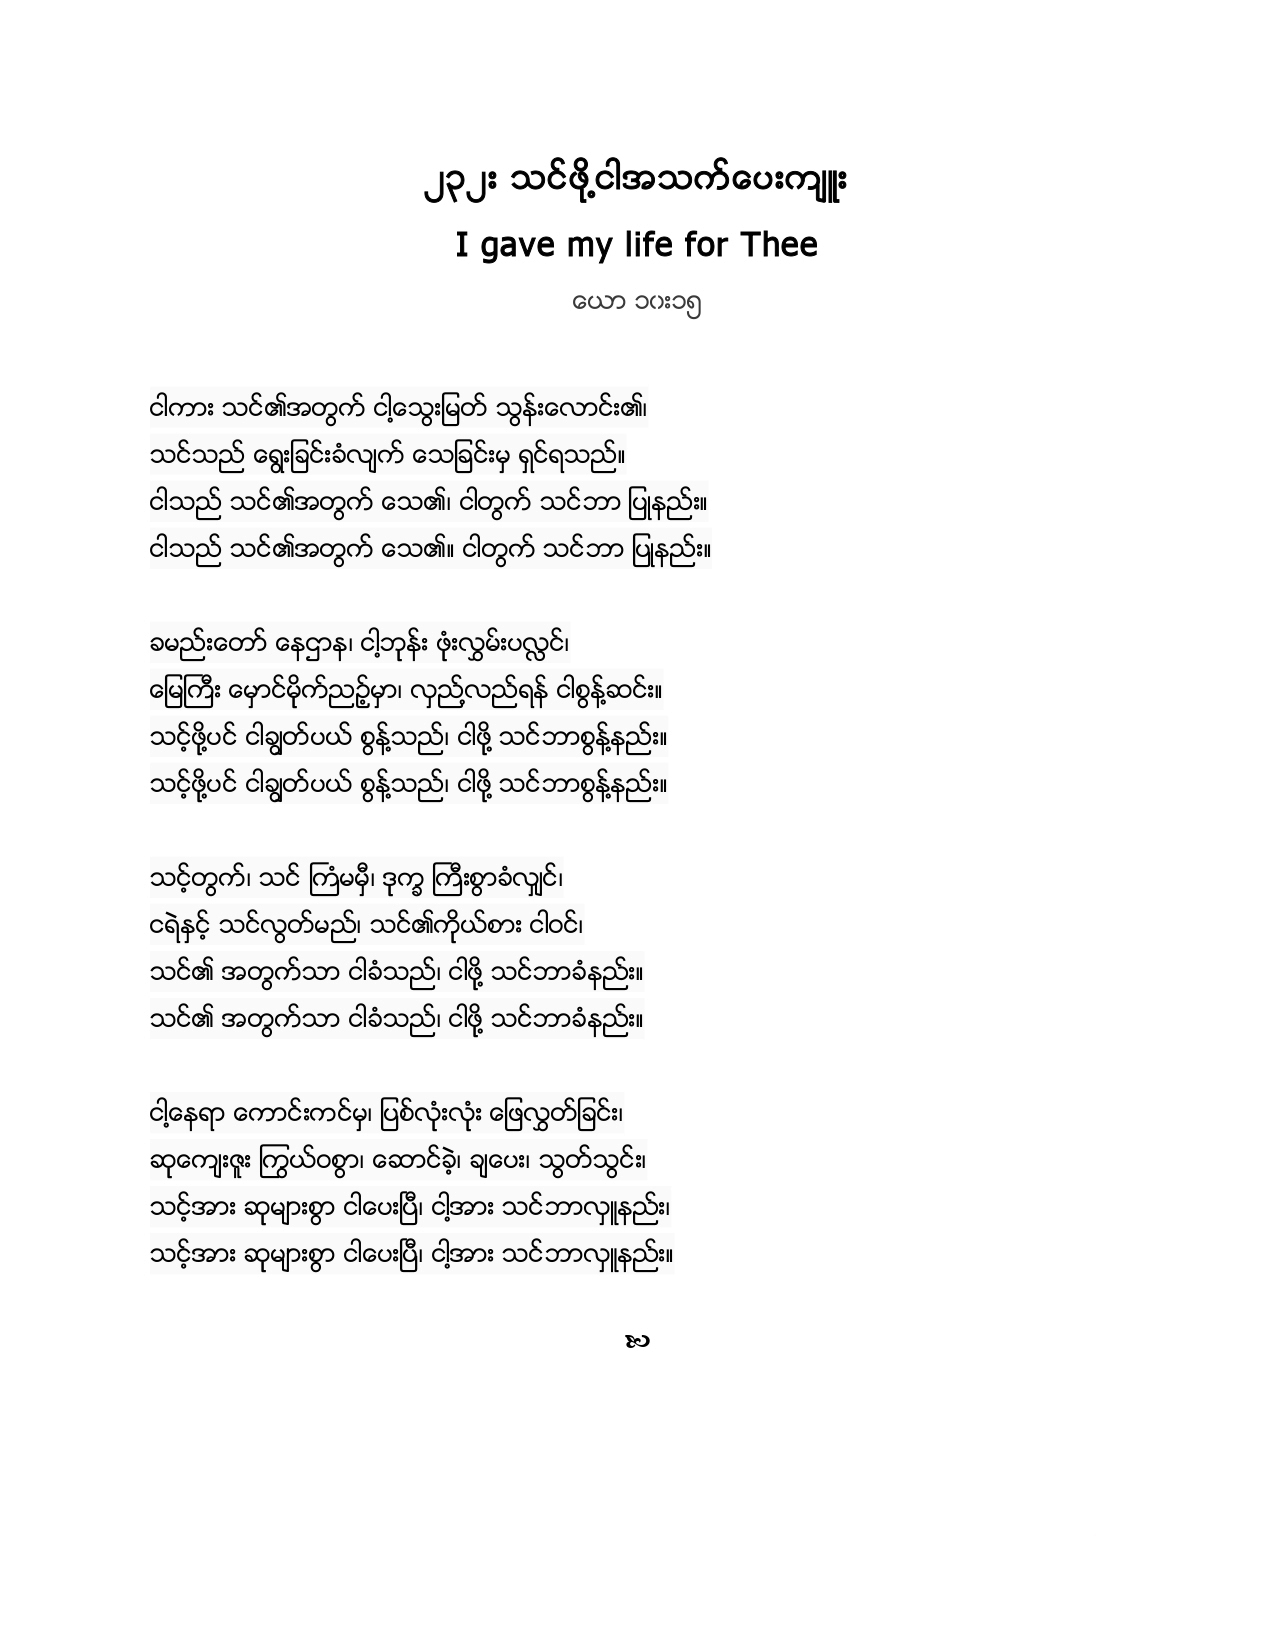 ၂၃၂း သင်ဖို့ငါအသက်ပေးကျူး
I gave my life for Thee
ယော ၁၀း၁၅
ငါကား သင်၏အတွက် ငါ့သွေးမြတ် သွန်းလောင်း၏၊
သင်သည် ရွေးခြင်းခံလျက် သေခြင်းမှ ရှင်ရသည်။
ငါသည် သင်၏အတွက် သေ၏၊ ငါတွက် သင်ဘာ ပြုနည်း။
ငါသည် သင်၏အတွက် သေ၏။ ငါတွက် သင်ဘာ ပြုနည်း။
ခမည်းတော် နေဌာန၊ ငါ့ဘုန်း ဖုံးလွှမ်းပလ္လင်၊
မြေကြီး မှောင်မိုက်ညဉ့်မှာ၊ လှည့်လည်ရန် ငါစွန့်ဆင်း။
သင့်ဖို့ပင် ငါချွတ်ပယ် စွန့်သည်၊ ငါဖို့ သင်ဘာစွန့်နည်း။
သင့်ဖို့ပင် ငါချွတ်ပယ် စွန့်သည်၊ ငါဖို့ သင်ဘာစွန့်နည်း။
သင့်တွက်၊ သင် ကြံမမှီ၊ ဒုက္ခ ကြီးစွာခံလျှင်၊
ငရဲနှင့် သင်လွတ်မည်၊ သင်၏ကိုယ်စား ငါဝင်၊
သင်၏ အတွက်သာ ငါခံသည်၊ ငါဖို့ သင်ဘာခံနည်း။
သင်၏ အတွက်သာ ငါခံသည်၊ ငါဖို့ သင်ဘာခံနည်း။
ငါ့နေရာ ကောင်းကင်မှ၊ ပြစ်လုံးလုံး ဖြေလွှတ်ခြင်း၊
ဆုကျေးဇူး ကြွယ်ဝစွာ၊ ဆောင်ခဲ့၊ ချပေး၊ သွတ်သွင်း၊
သင့်အား ဆုများစွာ ငါပေးပြီ၊ ငါ့အား သင်ဘာလှူနည်း၊
သင့်အား ဆုများစွာ ငါပေးပြီ၊ ငါ့အား သင်ဘာလှူနည်း။